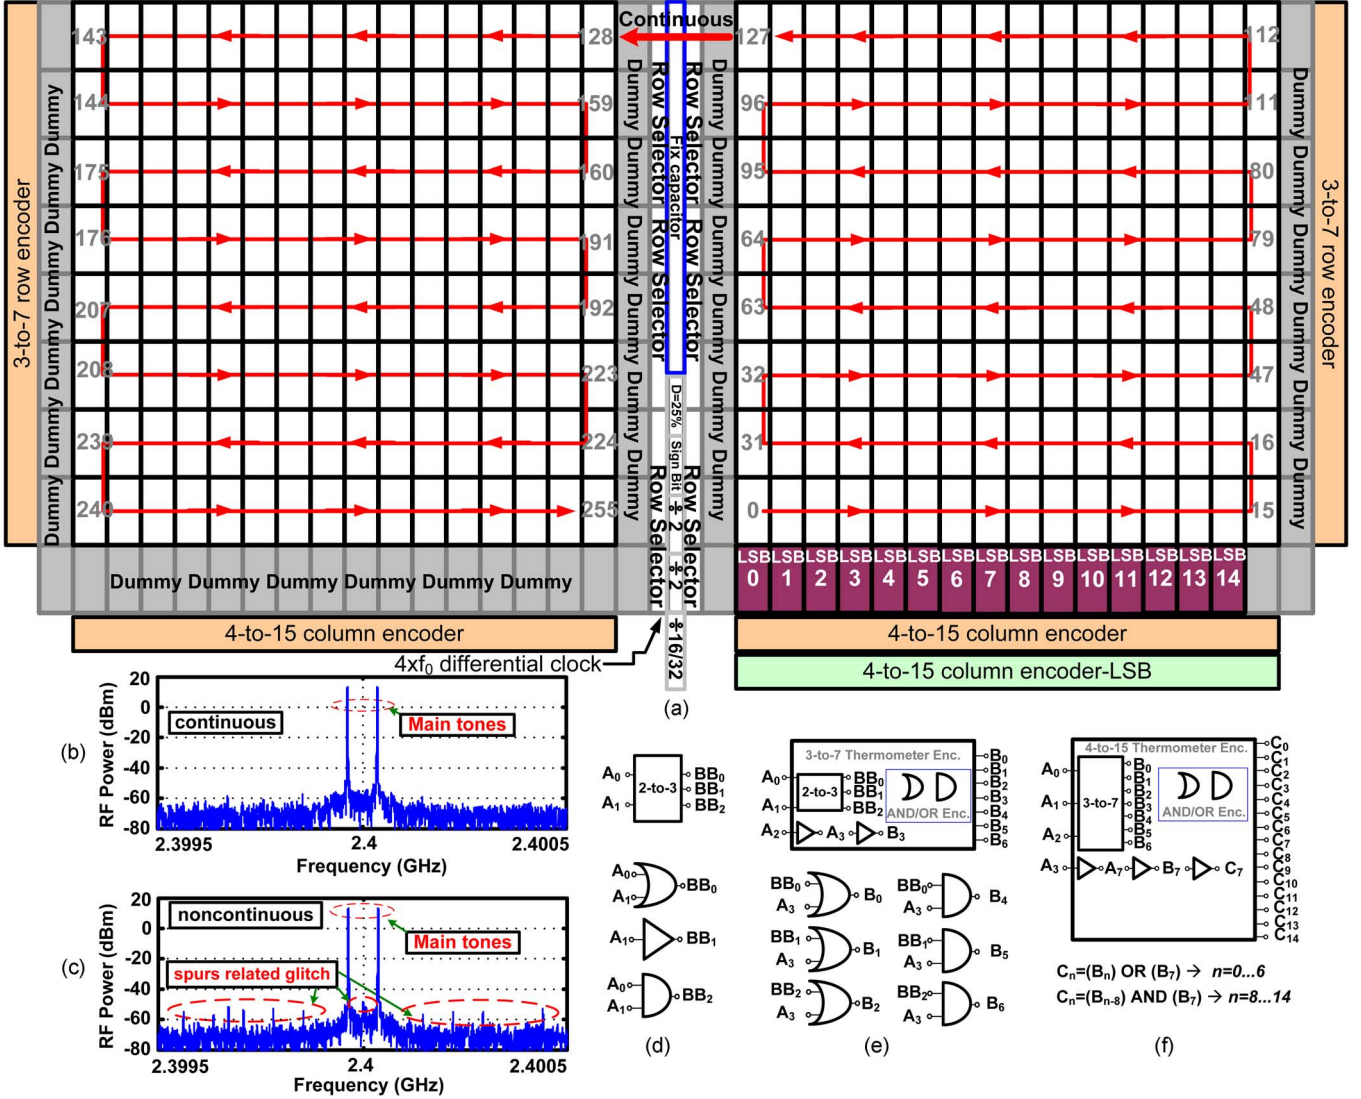 Continuous
143 128 127 112
144 159 96 111
175 160 95 80
176 191 64 79
207 192 63 48
208 223 32 47
239 224 31 16
240 255 0 15
3-to-7 row encoder
Dummy Dummy Dummy Dummy Dummy Dummy Dummy
Dummy Dummy Dummy Dummy Dummy Dummy
Row Selector Row Selector
Row Selector
Fix capacitor
D=25%
Sign Bit
÷2
÷2
÷16/32
Row Selector Row Selector
Row Selector
Dummy Dummy Dummy Dummy Dummy Dummy
Dummy Dummy Dummy Dummy Dummy Dummy Dummy
3-to-7 row encoder
Dummy Dummy Dummy Dummy Dummy Dummy
LSB LSB LSB LSB LSB LSB LSB LSB LSB LSB LSB LSB LSB LSB LSB
0 1 2 3 4 5 6 7 8 9 10 11 12 13 14
4-to-15 column encoder
4-to-15 column encoder
4xf0 differential clock
4-to-15 column encoder-LSB
(a)
(b)
RF Power (dBm)
20
0
-20
-40
-60
-80
continuous
Main tones
2.3995 2.4 2.4005
Frequency (GHz)
(c)
RF Power (dBm)
20
0
-20
-40
-60
-80
noncontinuous
Main tones
spurs related glitch
2.3995 2.4 2.4005
Frequency (GHz)
A0 2-to-3 BB0
BB1
A1 BB2
A0 BB0
A1
A1 BB1
A0 BB2
A1
(d)
3-to-7 Thermometer Enc.
A0 2-to-3 BB0
BB1
A1 BB2
AND/OR Enc.
A2 A3 A3 B3
B0
B1
B2
B3
B4
B5
B6
BB0 B0 BB0 B4
A3 A3
BB1 B1 BB1 B5
A3 A3
BB2 B2 BB2 B6
A3 A3
(e)
4-to-15 Thermometer Enc.
A0
A1 3-to-7
A2
B0
B1
B2
B3
B4
B5
B6
AND/OR Enc.
A3 A7 B7 C7
C0
C1
C2
C3
C4
C5
C6
C7
C8
C9
C10
C11
C12
C13
C14
Cn=(Bn) OR (B7) → n=0...6
Cn=(Bn-8) AND (B7) → n=8...14
(f)